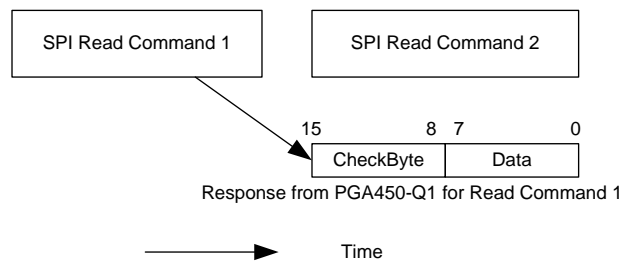 SPI Read Command 1
SPI Read Command 2
15 8 7 0
CheckByte Data
Response from PGA450-Q1 for Read Command 1
Time